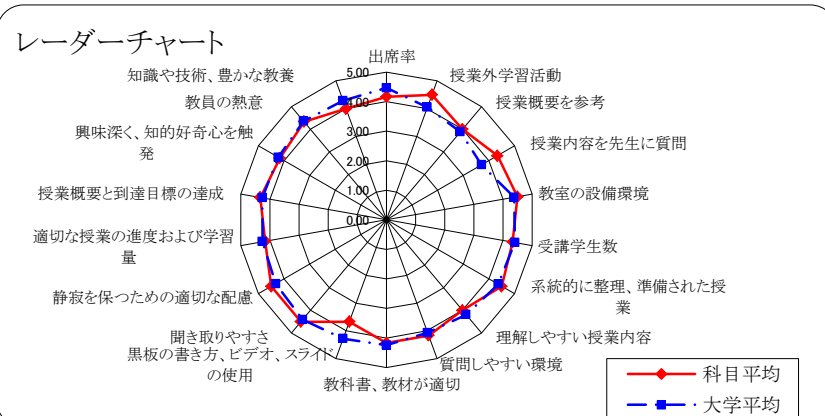 レーダーチャート
出席率
授業外学習活動
授業概要を参考
授業内容を先生に質問
教室の設備環境
受講学生数
系統的に整理、準備された授
業
理解しやすい授業内容
質問しやすい環境
教科書、教材が適切
黒板の書き方、ビデオ、スライド
の使用
聞き取りやすさ
静寂を保つための適切な配慮
適切な授業の進度および学習
量
授業概要と到達目標の達成
興味深く、知的好奇心を触
発
教員の熱意
知識や技術、豊かな教養
5.00
4.00
3.00
2.00
1.00
0.00
科目平均
大学平均